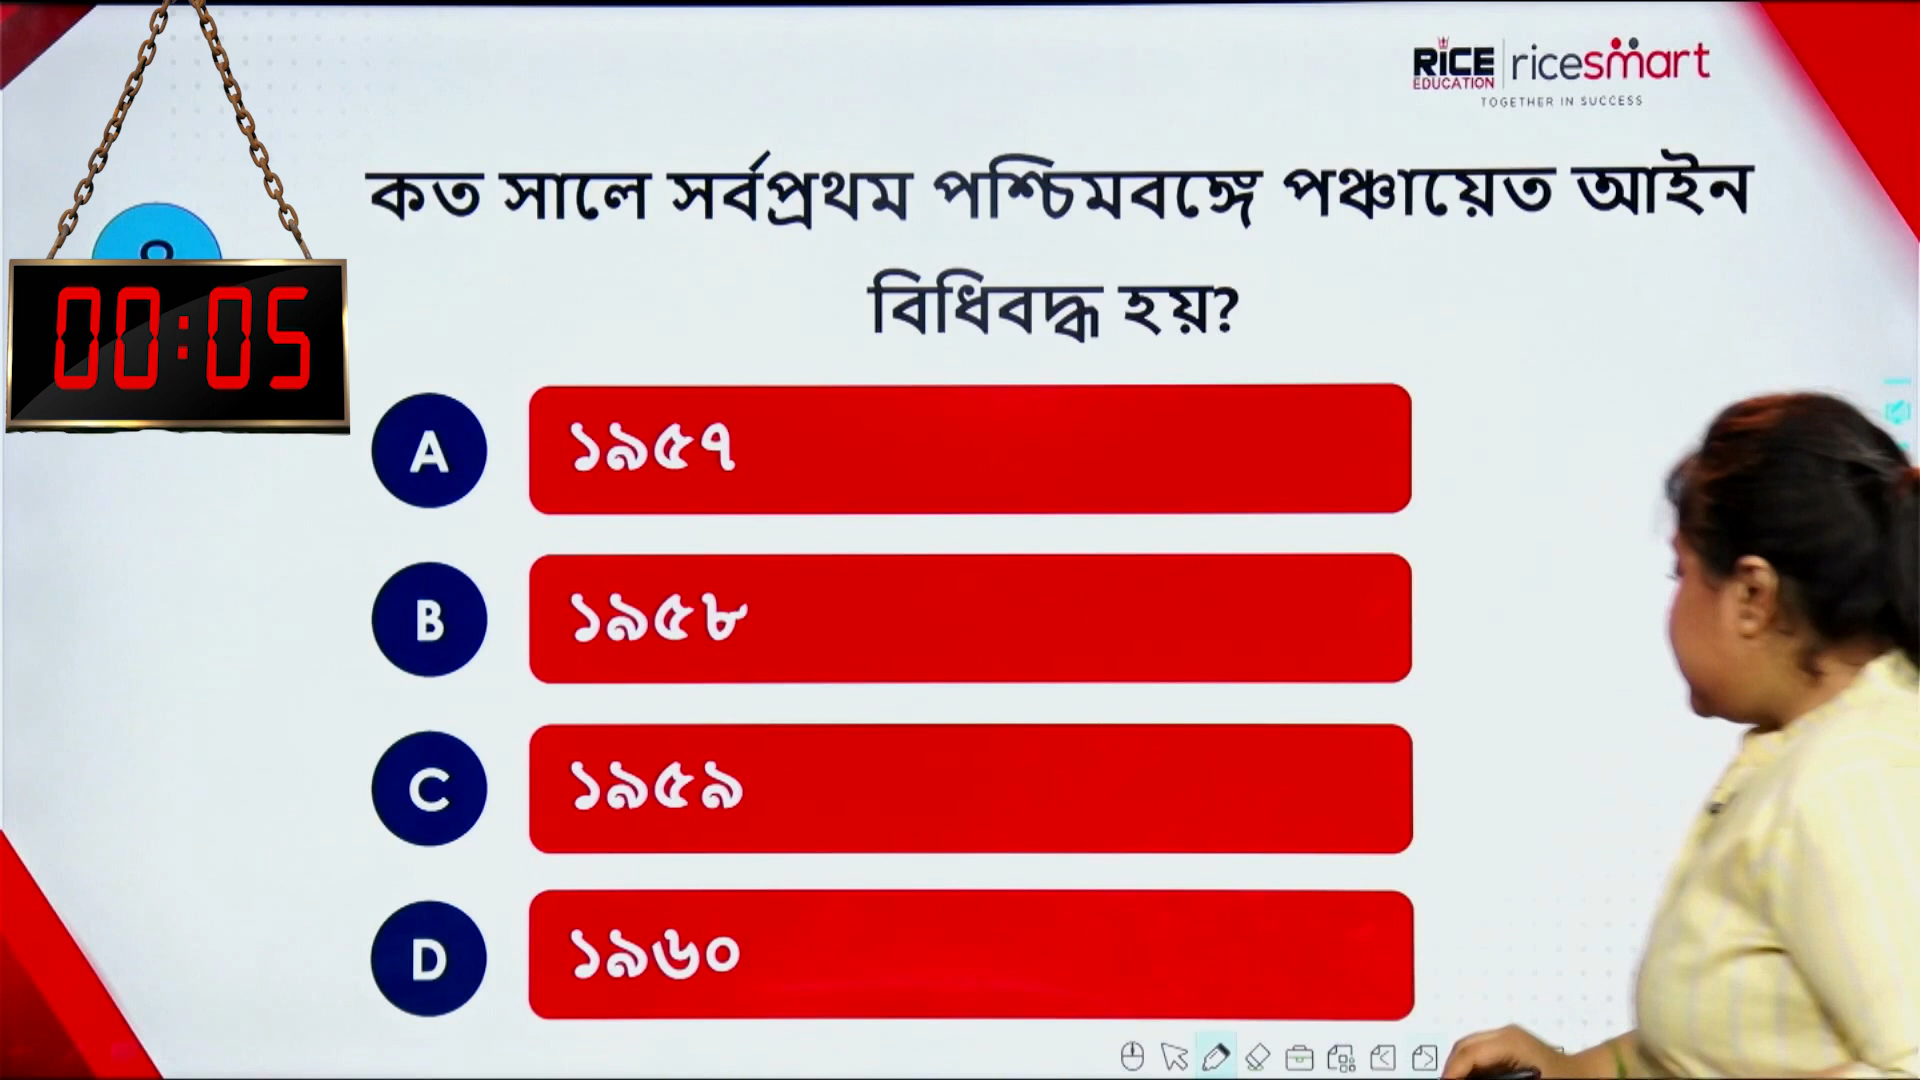 RiCE
EDUCATION
ricesmart
TOGETHER IN SUCCESS
কত সালে সর্বপ্রথম পশ্চিমবঙ্গে পঞ্চায়েত আইন
বিধিবদ্ধ হয়?
00:05
A
১৯৫৭
B
১৯৫৮
C
১৯৫৯
D
১৯৬০